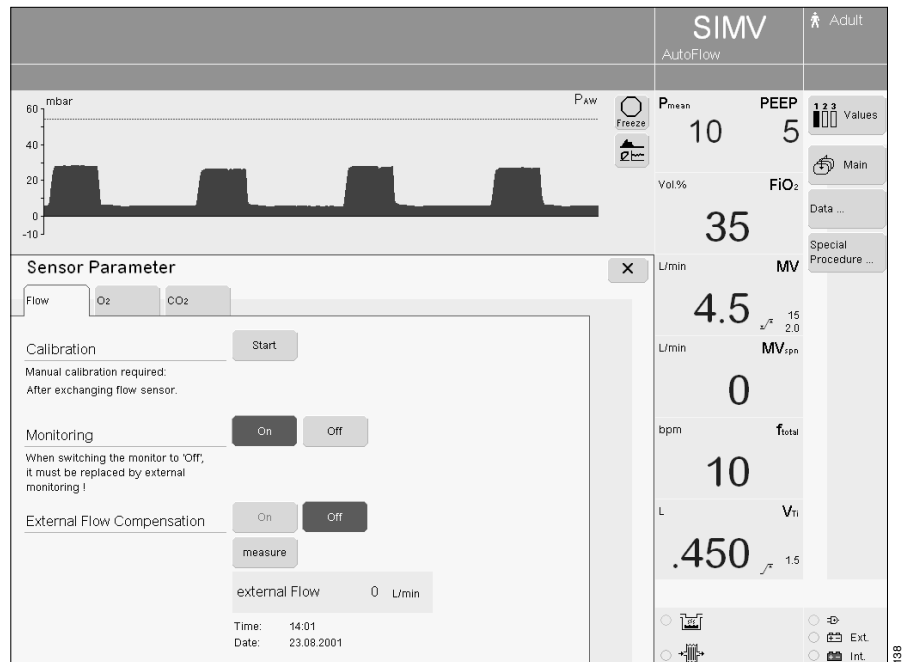 SIMV
AutoFlow
Adult
mbar
PAW
60
40
20
0
-10
Freeze
Pmean PEEP
10 5
Vol.% FiO2
35
L/min MV
4.5 15
2.0
L/min MVspn
0
bpm ftotal
10
L VTi
.450 1.5
1 2 3
Values
Main
Data ...
Special
Procedure ...
Sensor Parameter
X
Flow O2 CO2
Calibration Start
Manual calibration required:
After exchanging flow sensor.
Monitoring On Off
When switching the monitor to 'Off',
it must be replaced by external
monitoring !
External Flow Compensation On Off
measure
external Flow 0 L/min
Time: 14:01
Date: 23.08.2001
Ext.
Int.
138